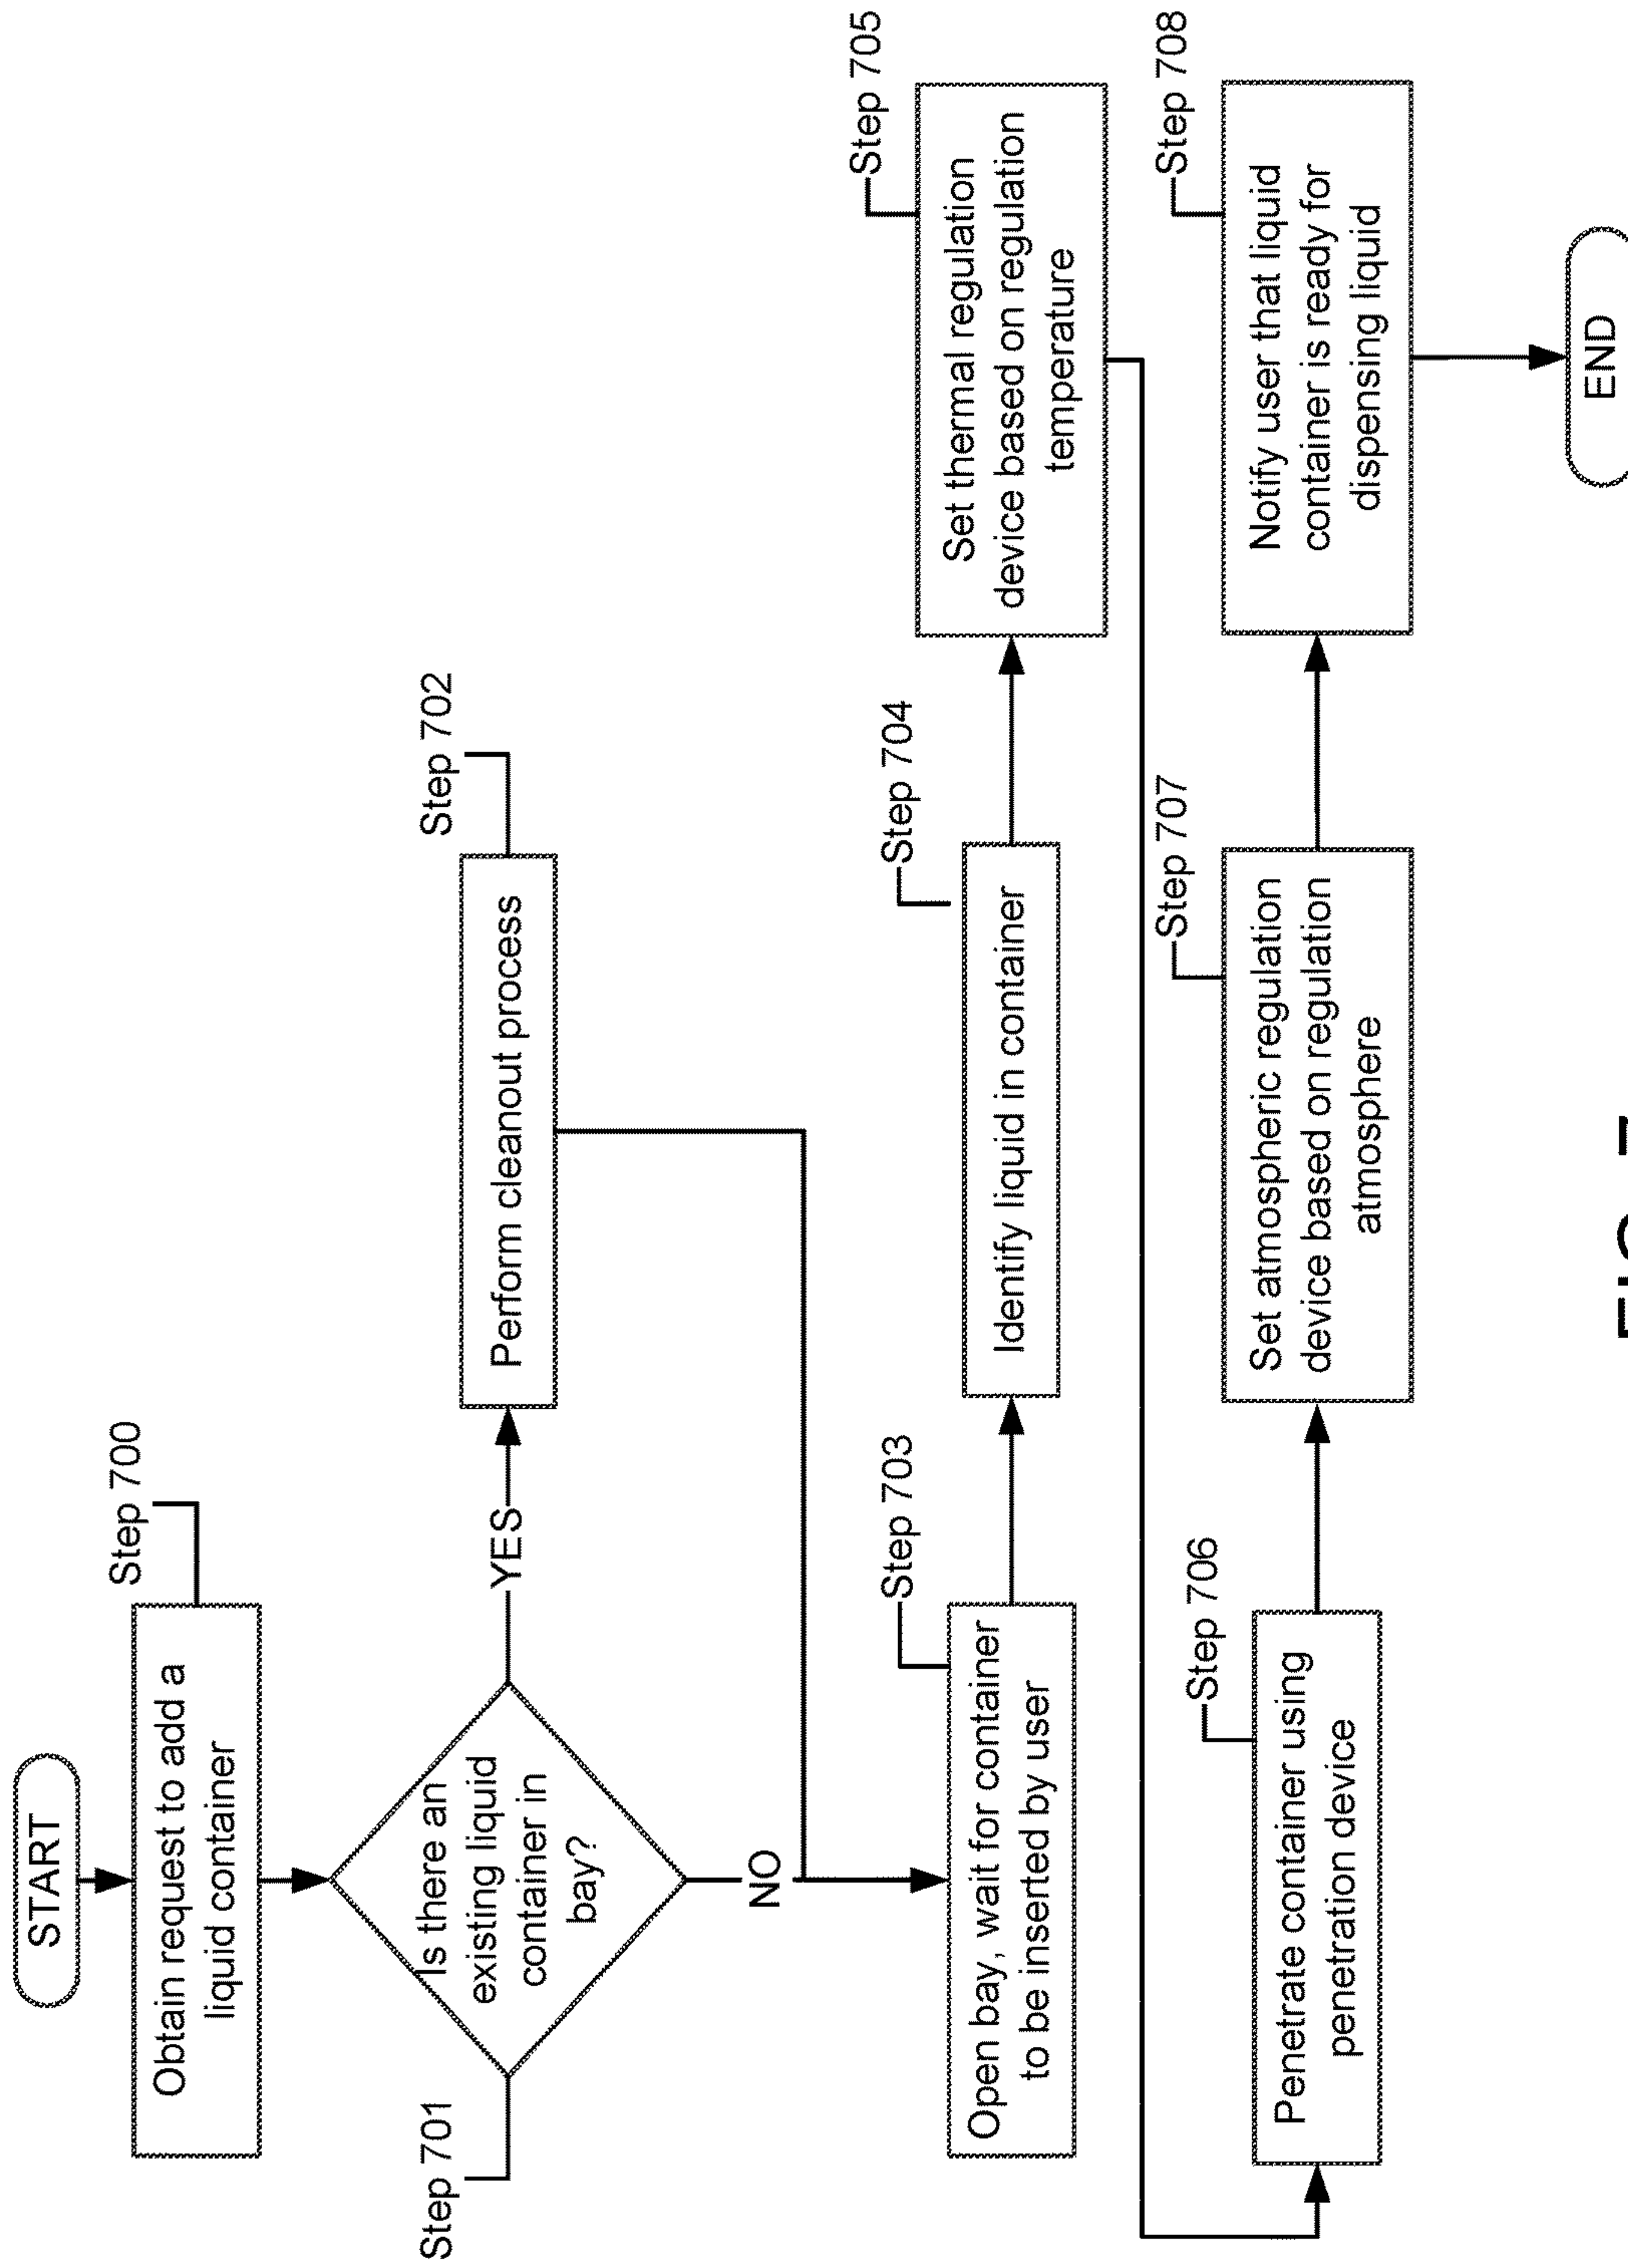 START
Obtain request to add a
liquid container
Step 700
Step 701
Is there an
existing liquid
container in
bay?
YES
Perform cleanout process
Step 702
NO
Open bay, wait for container
to be inserted by user
Step 703
Identify liquid in container
Step 704
Set thermal regulation
device based on regulation
temperature
Step 705
Penetrate container using
penetration device
Step 706
Set atmospheric regulation
device based on regulation
atmosphere
Step 707
Notify user that liquid
container is ready for
dispensing liquid
Step 708
END